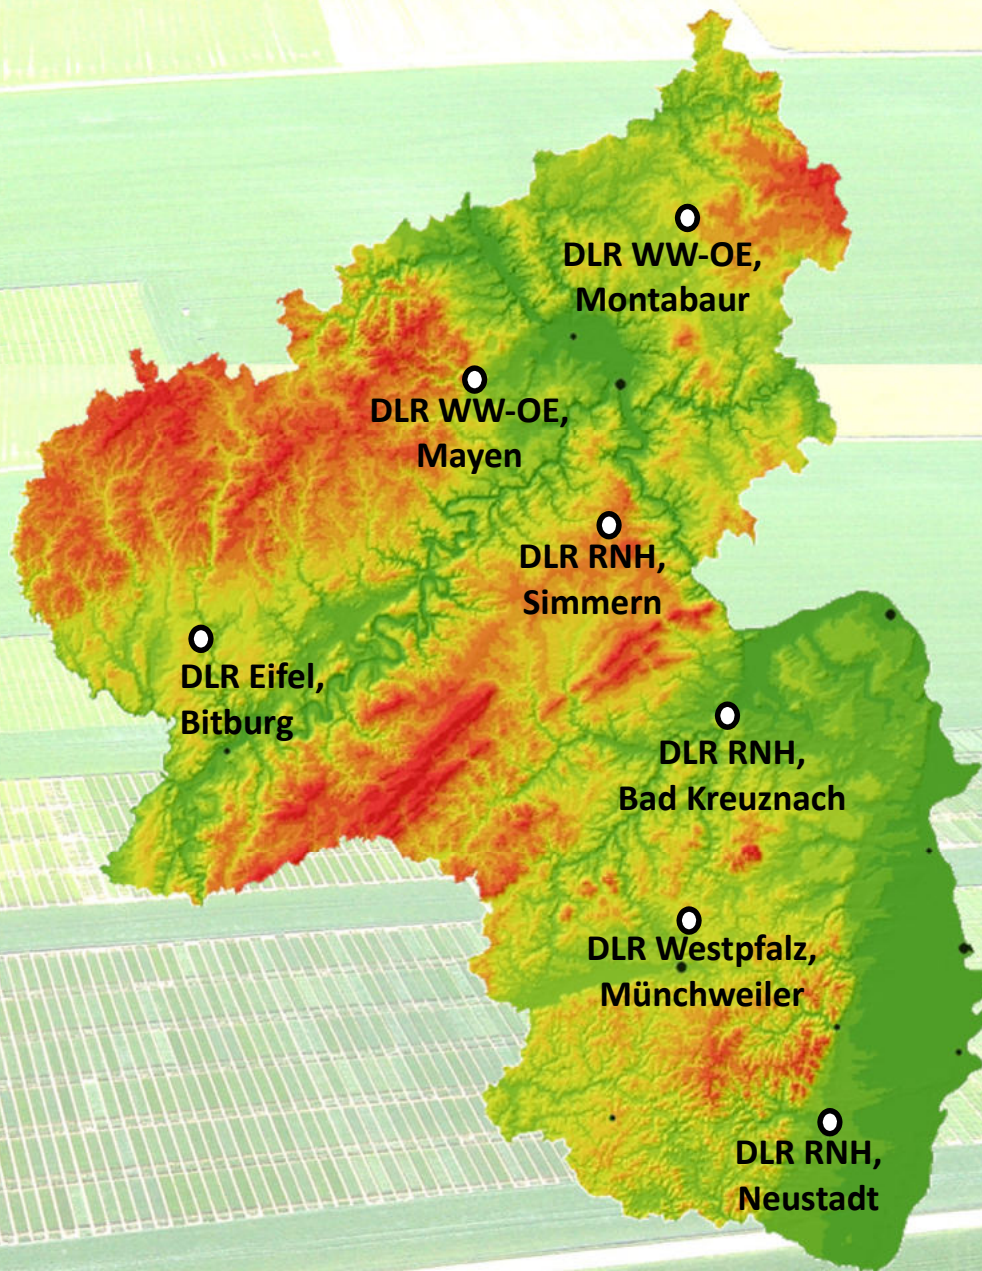 DLR WW-OE,
Montabaur
DLR WW-OE,
Mayen
DLR RNH,
Simmern
DLR Eifel,
Bitburg
DLR RNH,
Bad Kreuznach
DLR Westpfalz,
Münchweiler
DLR RNH,
Neustadt